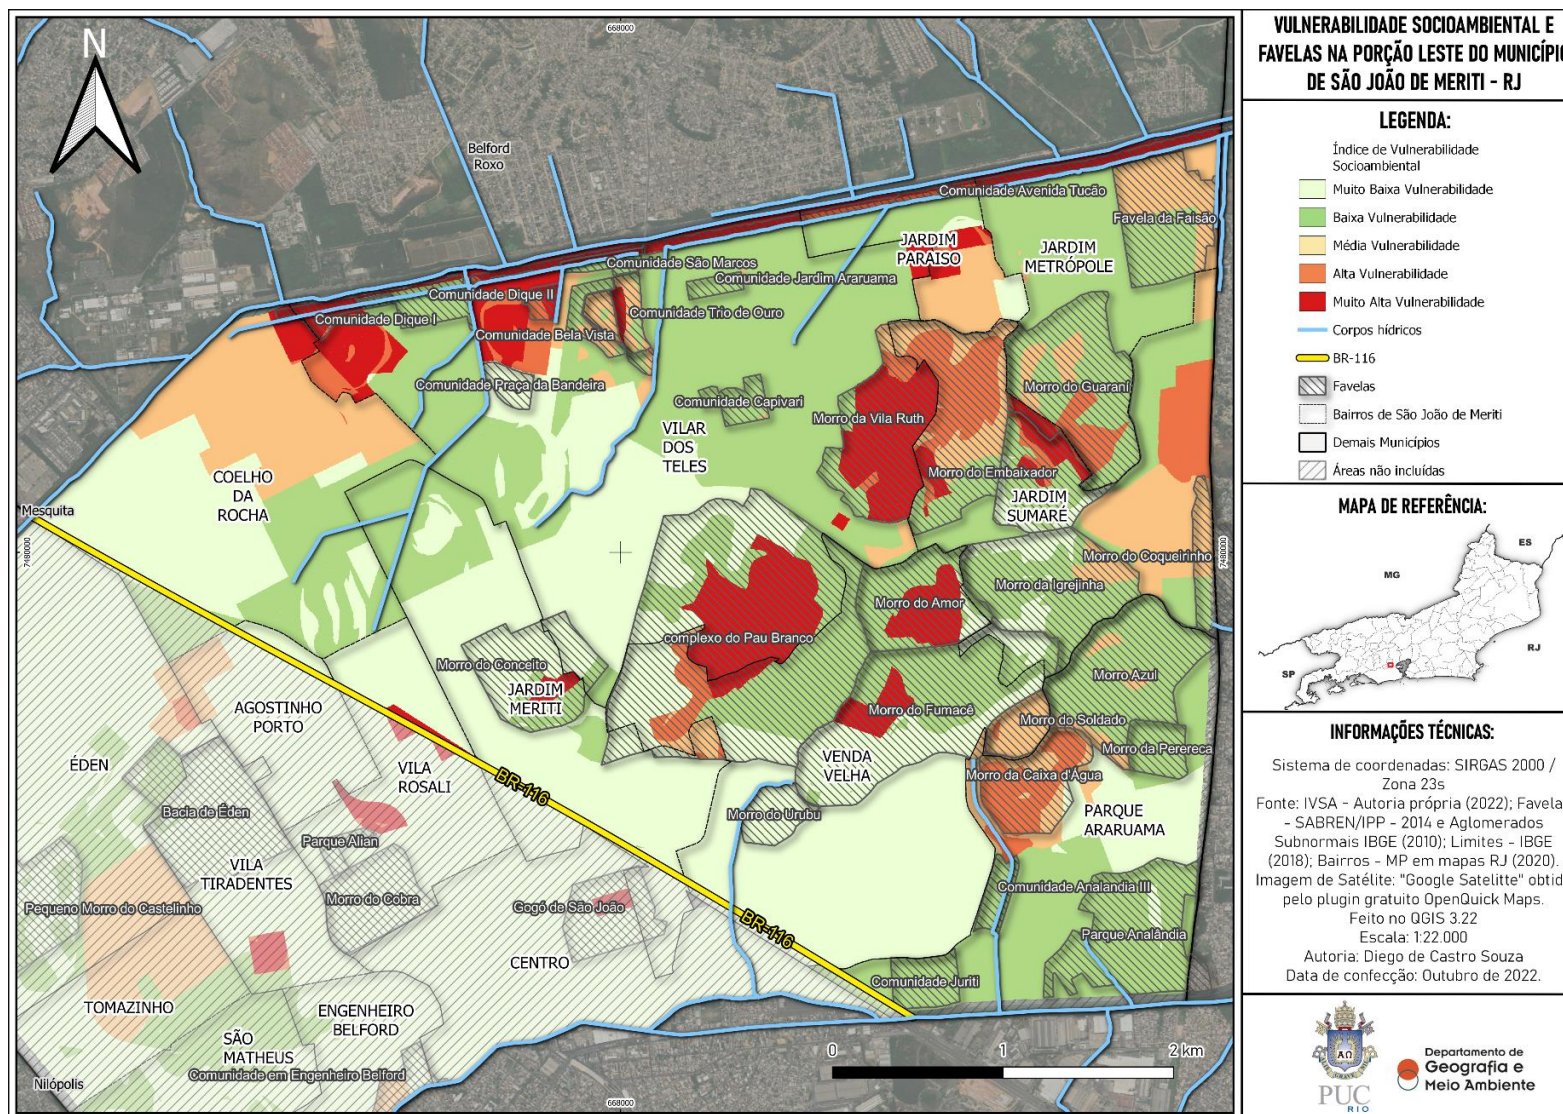 N
668000
Belford
Roxo
Comunidade Avenida Tucão
Favela da Faisão
JARDIM
PARAISO
JARDIM
METRÓPOLE
Comunidade São Marcos
Comunidade Jardim Araruama
Comunidade Dique II
Comunidade Dique I
Comunidade Trio de Ouro
Comunidade Bela Vista
Comunidade Praça da Bandeira
Morro do Guaraní
Comunidade Capivari
Morro da Vila Ruth
VILAR
DOS
TELES
COELHO
DA
ROCHA
Morro do Embaixador
JARDIM
SUMARÉ
Mesquita
7480000
7480000
Morro do Coqueirinho
Morro da Igrejinha
Morro do Amor
complexo do Pau Branco
Morro do Conceito
JARDIM
MERITI
Morro Azul
Morro do Fumacê
Morro do Soldado
Morro da Perereca
AGOSTINHO
PORTO
ÉDEN
VILA
ROSALI
VENDA
VELHA
Morro da Caixa d'Água
BR-116
Bacia de Éden
Morro do Urubu
PARQUE
ARARUAMA
Parque Alian
VILA
TIRADENTES
Morro do Cobra
Pequeno Morro do Castelinho
Gogó de São João
Comunidade Analandia III
BR-116
Parque Analândia
CENTRO
Comunidade Juriti
TOMAZINHO
ENGENHEIRO
BELFORD
SÃO
MATHEUS
Comunidade em Engenheiro Belford
Nilópolis
0 1 2 km
668000
VULNERABILIDADE SOCIOAMBIENTAL E
FAVELAS NA PORÇÃO LESTE DO MUNICÍPIO
DE SÃO JOÃO DE MERITI - RJ
LEGENDA:
Índice de Vulnerabilidade
Socioambiental
Muito Baixa Vulnerabilidade
Baixa Vulnerabilidade
Média Vulnerabilidade
Alta Vulnerabilidade
Muito Alta Vulnerabilidade
Corpos hídricos
BR-116
Favelas
Bairros de São João de Meriti
Demais Municípios
Áreas não incluídas
MAPA DE REFERÊNCIA:
ES
MG
RJ
SP
INFORMAÇÕES TÉCNICAS:
Sistema de coordenadas: SIRGAS 2000 /
Zona 23s
Fonte: IVSA - Autoria própria (2022); Favela
- SABREN/IPP - 2014 e Aglomerados
Subnormais IBGE (2010); Limites - IBGE
(2018); Bairros - MP em mapas RJ (2020).
Imagem de Satélite: "Google Satelitte" obtid
pelo plugin gratuito OpenQuick Maps.
Feito no QGIS 3.22
Escala: 1:22.000
Autoria: Diego de Castro Souza
Data de confecção: Outubro de 2022.
ΑΩ
PUC
RIO
Departamento de
Geografia e
Meio Ambiente